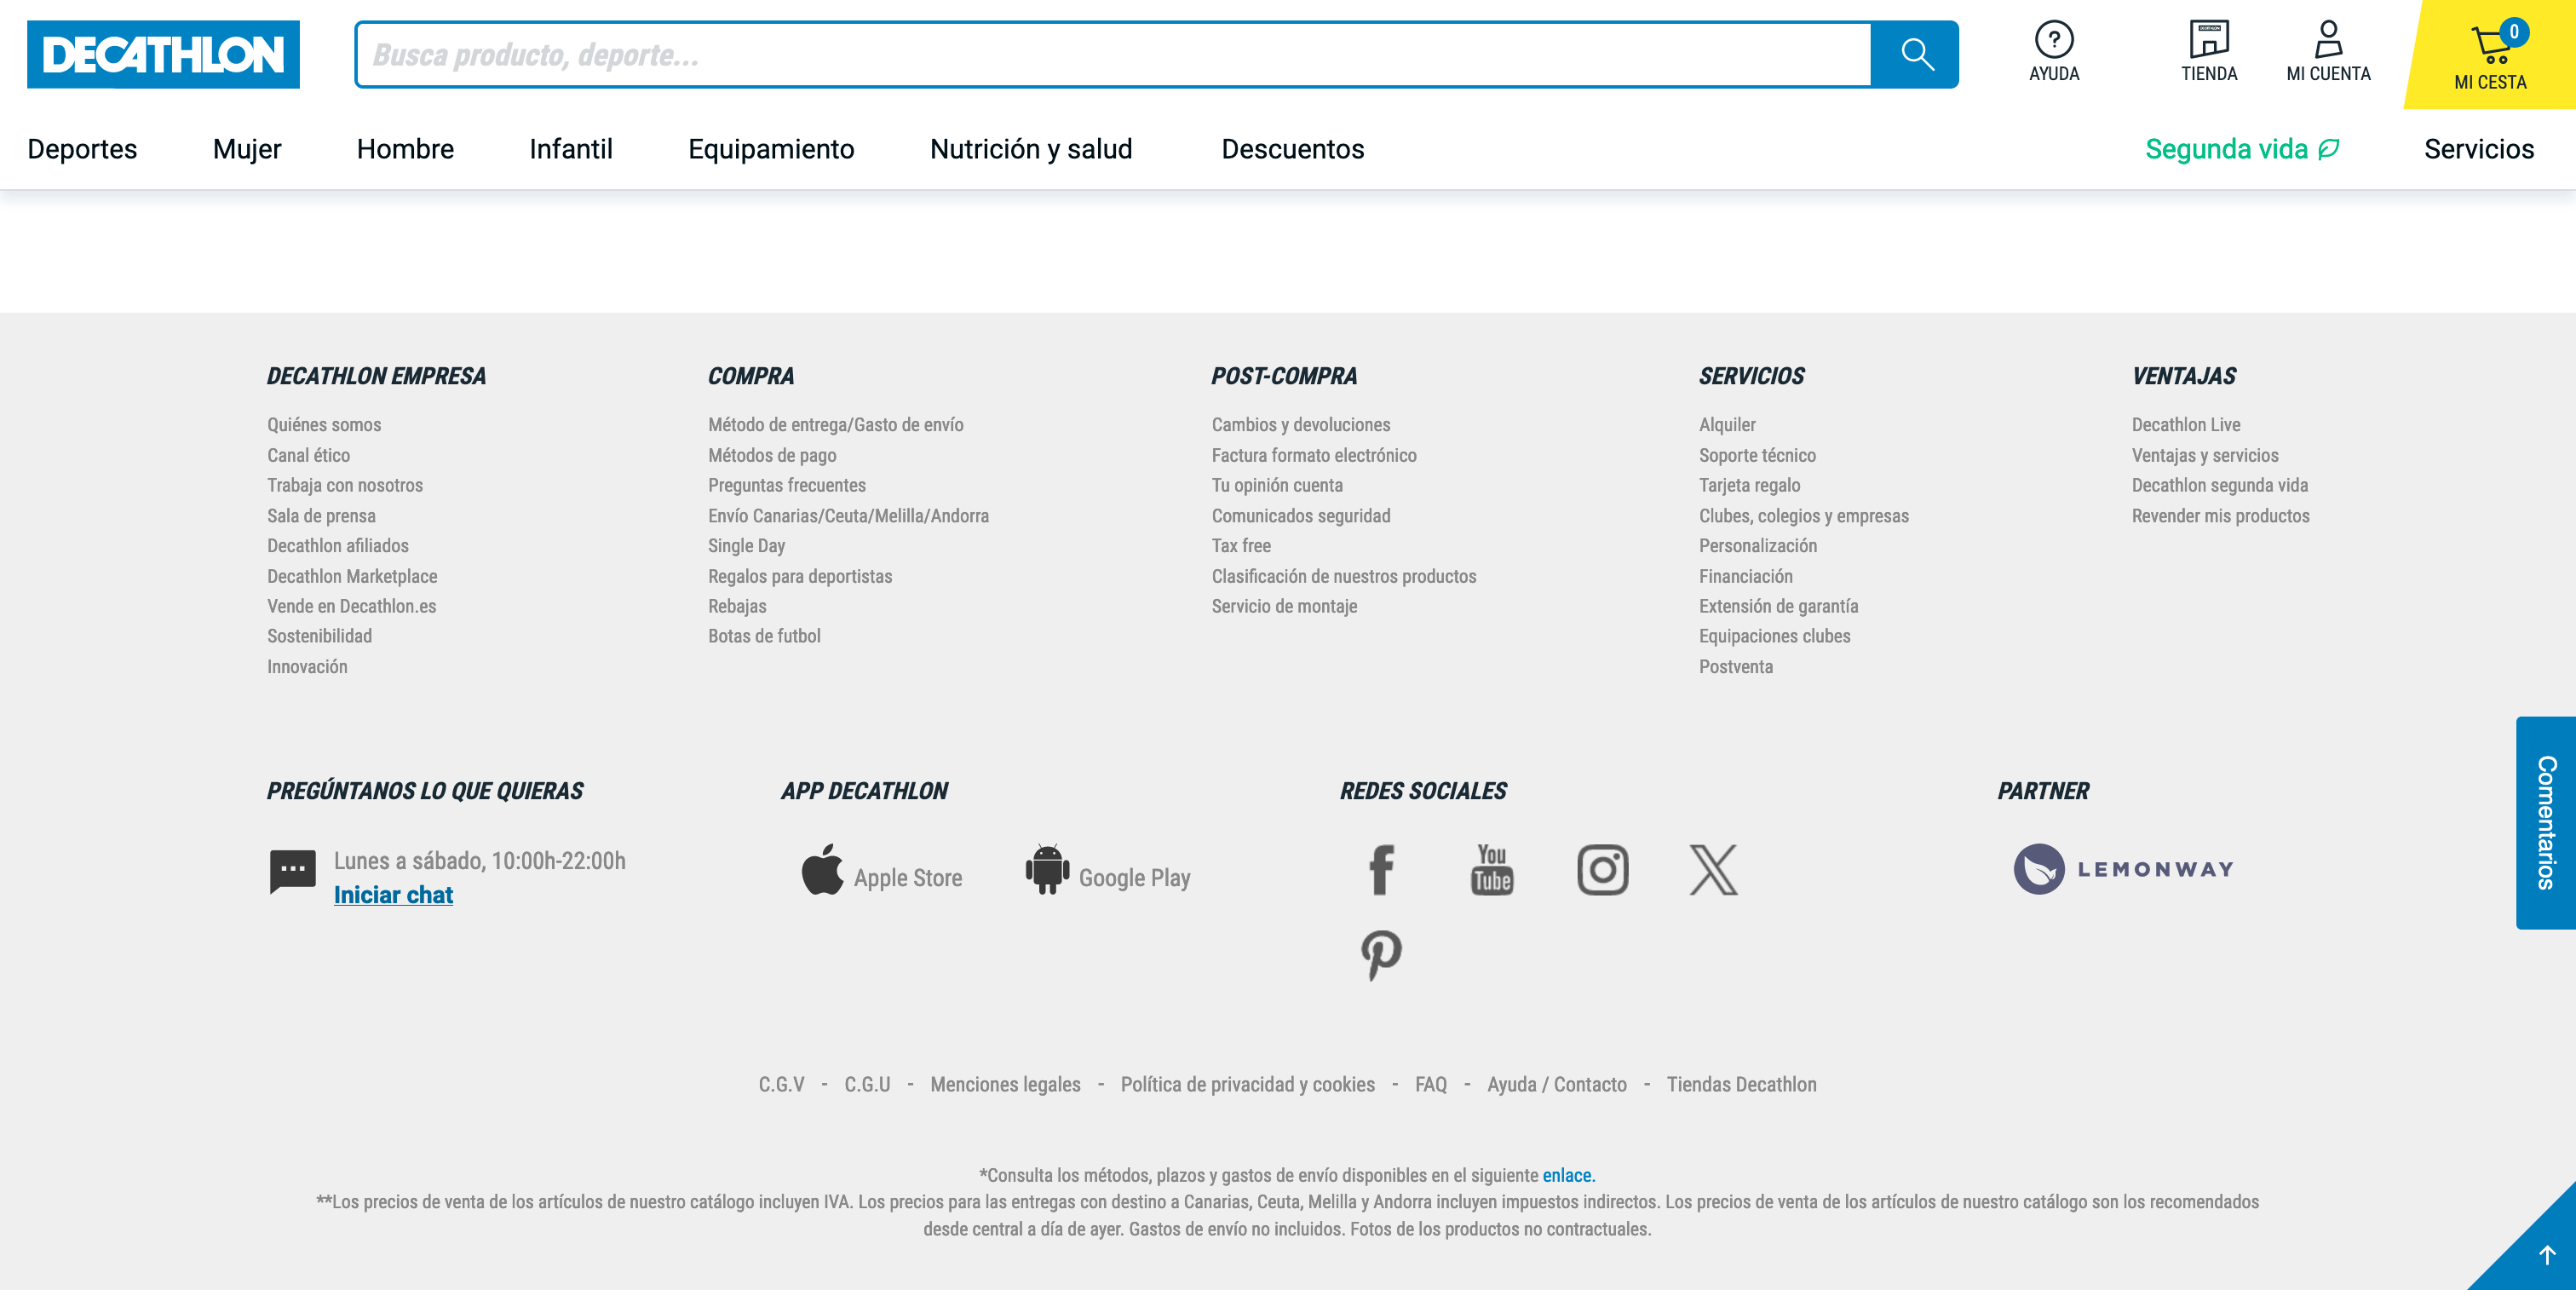 DECATHLON
Busca producto, deporte...
AYUDA
TIENDA
MI CUENTA
0
MI CESTA
Deportes
Mujer
Hombre
Infantil
Equipamiento
Nutrición y salud
Descuentos
Segunda vida
Servicios
DECATHLON EMPRESA
Quiénes somos
Canal ético
Trabaja con nosotros
Sala de prensa
Decathlon afiliados
Decathlon Marketplace
Vende en Decathlon.es
Sostenibilidad
Innovación
COMPRA
Método de entrega/Gasto de envío
Métodos de pago
Preguntas frecuentes
Envío Canarias/Ceuta/Melilla/Andorra
Single Day
Regalos para deportistas
Rebajas
Botas de futbol
POST-COMPRA
Cambios y devoluciones
Factura formato electrónico
Tu opinión cuenta
Comunicados seguridad
Tax free
Clasificación de nuestros productos
Servicio de montaje
SERVICIOS
Alquiler
Soporte técnico
Tarjeta regalo
Clubes, colegios y empresas
Personalización
Financiación
Extensión de garantía
Equipaciones clubes
Postventa
VENTAJAS
Decathlon Live
Ventajas y servicios
Decathlon segunda vida
Revender mis productos
Comentarios
PREGÚNTANOS LO QUE QUIERAS
Lunes a sábado, 10:00h-22:00h
Iniciar chat
APP DECATHLON
Apple Store
Google Play
REDES SOCIALES
You
Tube
PARTNER
LEMONWAY
C.G.V - C.G.U - Menciones legales - Política de privacidad y cookies - FAQ - Ayuda / Contacto - Tiendas Decathlon
*Consulta los métodos, plazos y gastos de envío disponibles en el siguiente enlace.
**Los precios de venta de los artículos de nuestro catálogo incluyen IVA. Los precios para las entregas con destino a Canarias, Ceuta, Melilla y Andorra incluyen impuestos indirectos. Los precios de venta de los artículos de nuestro catálogo son los recomendados
desde central a día de ayer. Gastos de envío no incluidos. Fotos de los productos no contractuales.